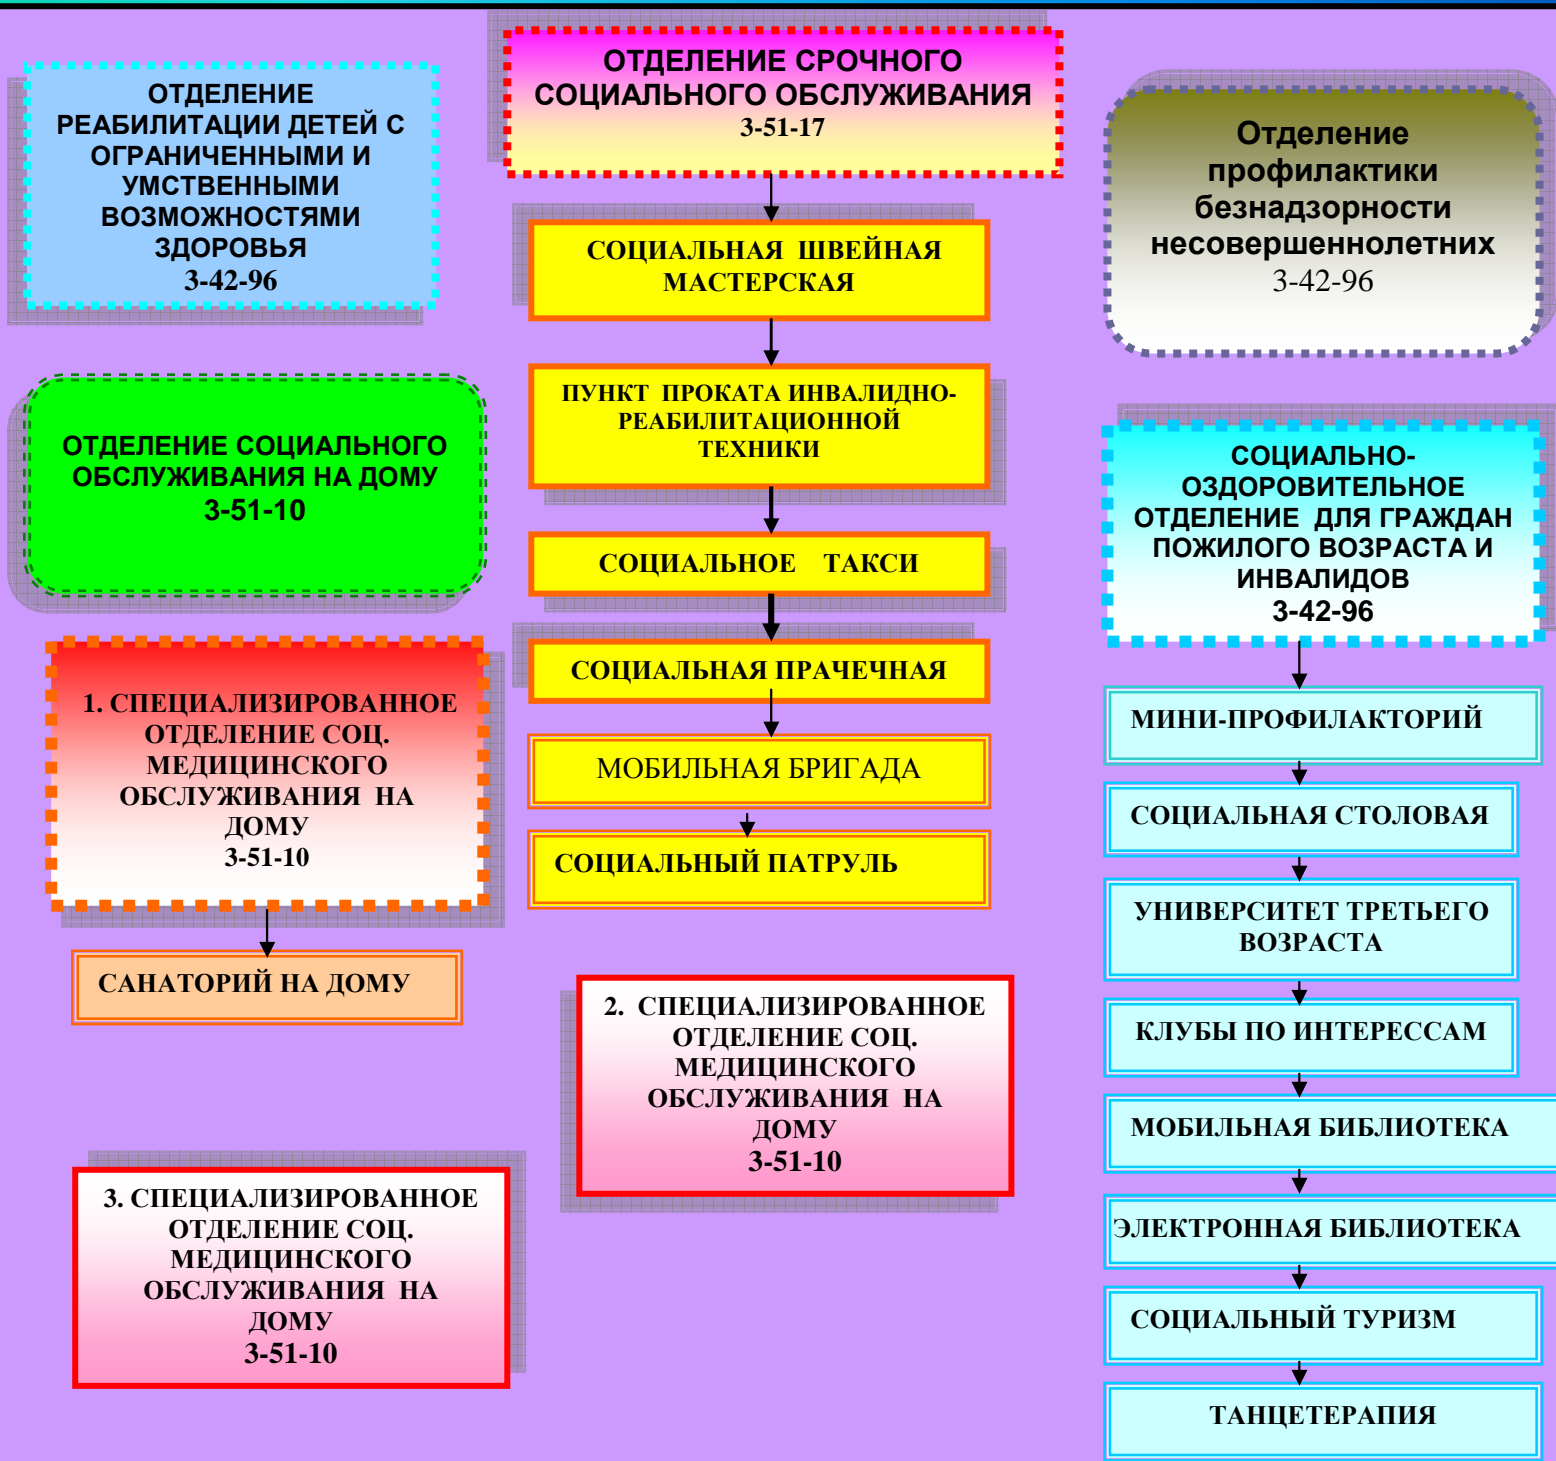 ОТДЕЛЕНИЕ
РЕАБИЛИТАЦИИ ДЕТЕЙ С
ОГРАНИЧЕННЫМИ И
УМСТВЕННЫМИ
ВОЗМОЖНОСТЯМИ
ЗДОРОВЬЯ
3-42-96
ОТДЕЛЕНИЕ СОЦИАЛЬНОГО
ОБСЛУЖИВАНИЯ НА ДОМУ
3-51-10
1. СПЕЦИАЛИЗИРОВАННОЕ
ОТДЕЛЕНИЕ СОЦ.
МЕДИЦИНСКОГО
ОБСЛУЖИВАНИЯ НА
ДОМУ
3-51-10
САНАТОРИЙ НА ДОМУ
3. СПЕЦИАЛИЗИРОВАННОЕ
ОТДЕЛЕНИЕ СОЦ.
МЕДИЦИНСКОГО
ОБСЛУЖИВАНИЯ НА
ДОМУ
3-51-10
ОТДЕЛЕНИЕ СРОЧНОГО
СОЦИАЛЬНОГО ОБСЛУЖИВАНИЯ
3-51-17
СОЦИАЛЬНАЯ ШВЕЙНАЯ
МАСТЕРСКАЯ
ПУНКТ ПРОКАТА ИНВАЛИДНО-
РЕАБИЛИТАЦИОННОЙ
ТЕХНИКИ
СОЦИАЛЬНОЕ ТАКСИ
СОЦИАЛЬНАЯ ПРАЧЕЧНАЯ
МОБИЛЬНАЯ БРИГАДА
СОЦИАЛЬНЫЙ ПАТРУЛЬ
2. СПЕЦИАЛИЗИРОВАННОЕ
ОТДЕЛЕНИЕ СОЦ.
МЕДИЦИНСКОГО
ОБСЛУЖИВАНИЯ НА
ДОМУ
3-51-10
Отделение
профилактики
безнадзорности
несовершеннолетних
3-42-96
СОЦИАЛЬНО-
ОЗДОРОВИТЕЛЬНОЕ
ОТДЕЛЕНИЕ ДЛЯ ГРАЖДАН
ПОЖИЛОГО ВОЗРАСТА И
ИНВАЛИДОВ
3-42-96
МИНИ-ПРОФИЛАКТОРИЙ
СОЦИАЛЬНАЯ СТОЛОВАЯ
УНИВЕРСИТЕТ ТРЕТЬЕГО
ВОЗРАСТА
КЛУБЫ ПО ИНТЕРЕССАМ
МОБИЛЬНАЯ БИБЛИОТЕКА
ЭЛЕКТРОННАЯ БИБЛИОТЕКА
СОЦИАЛЬНЫЙ ТУРИЗМ
ТАНЦЕТЕРАПИЯ